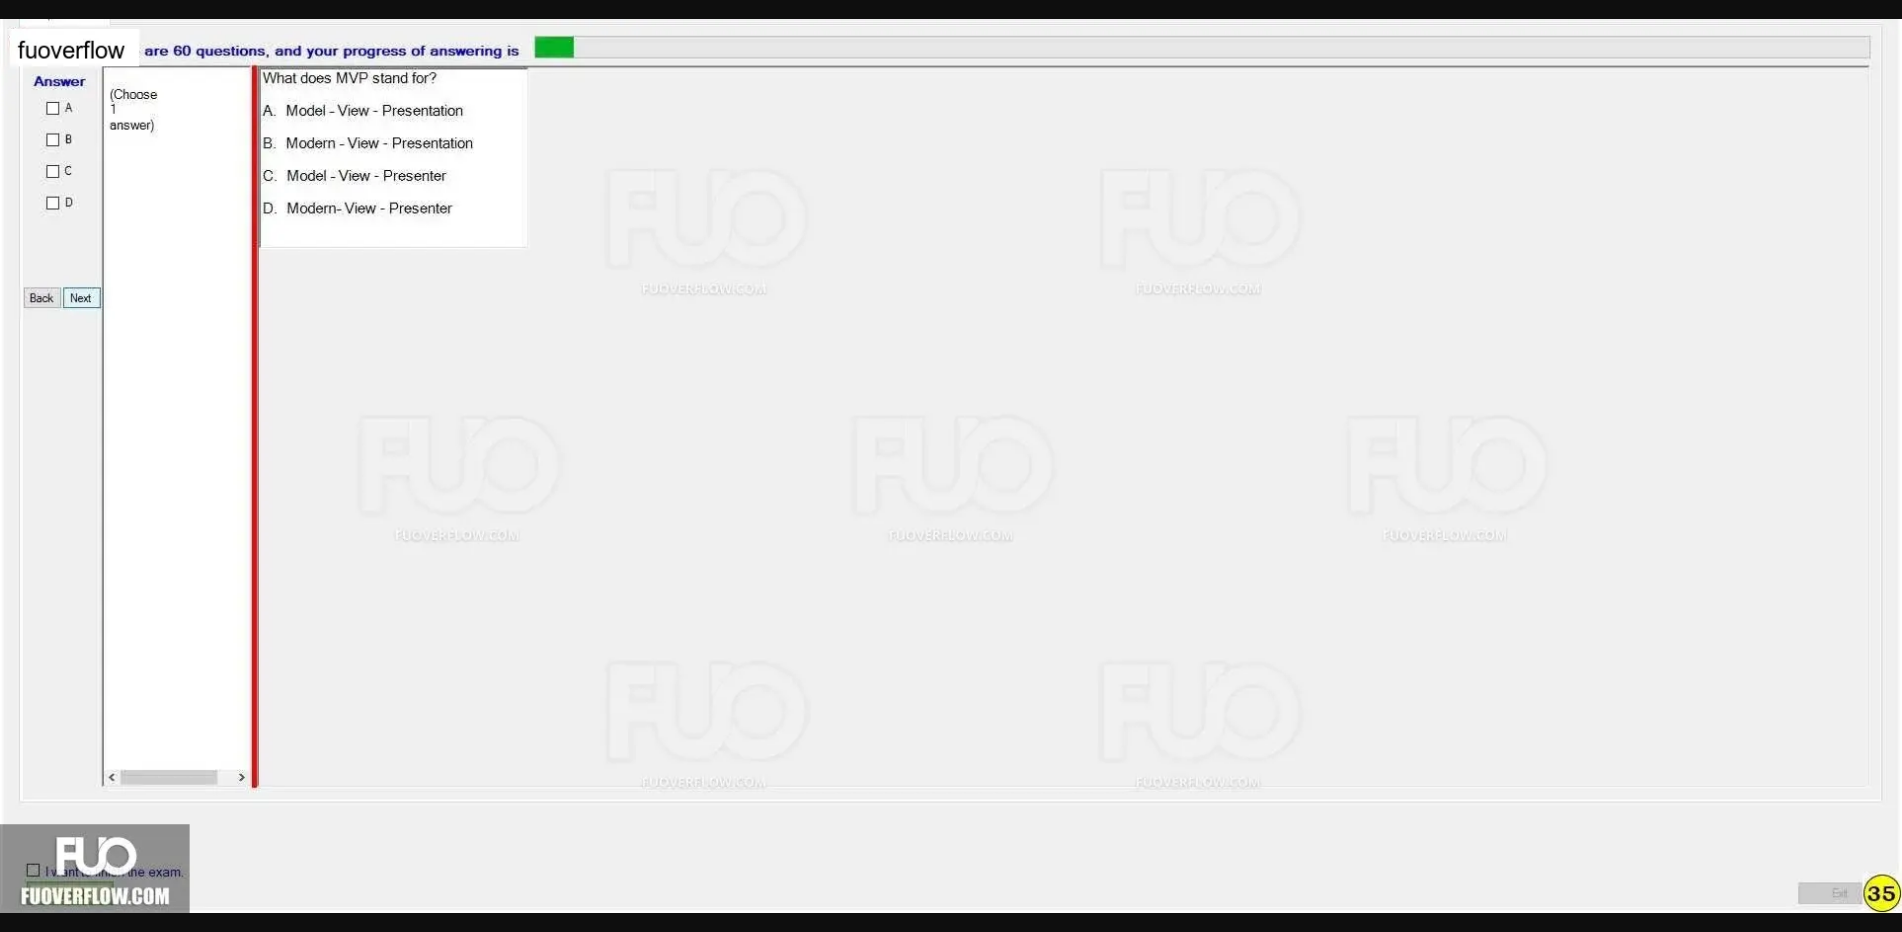 fuoverflow are 60 questions, and your progress of answering is
Answer
A
B
C
D
Back Next
(Choose
1
answer)
What does MVP stand for?
A. Model - View - Presentation
B. Modern - View - Presentation
C. Model - View - Presenter
D. Modern- View - Presenter
FUO
FUOVERFLOW.COM
FUO
FUOVERFLOW.COM
FUO
FUOVERFLOW.COM
FUO
FUOVERFLOW.COM
FUO
FUOVERFLOW.COM
FUO
FUOVERFLOW.COM
FUO
FUOVERFLOW.COM
FUO
I want the exam.
FUOVERFLOW.COM
Exit
35